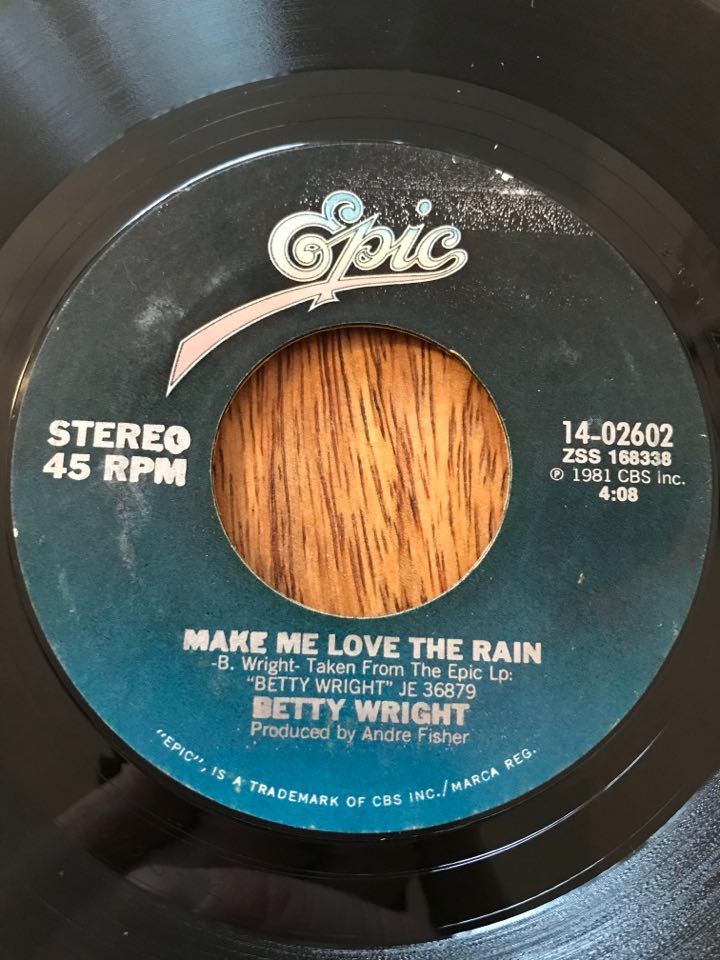 Epic
STEREO
45 RPM
14-02602
ZSS 168338
℗ 1981 CBS Inc.
4:08
MAKE ME LOVE THE RAIN
-B. Wright- Taken From The Epic Lp:
"BETTY WRIGHT" JE 36879
BETTY WRIGHT
Produced by Andre Fisher
"EPIC", IS A TRADEMARK OF CBS INC./MARCA REG.